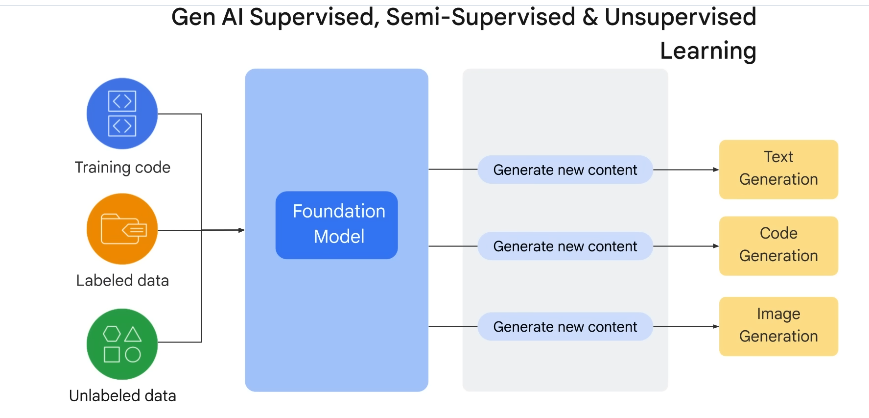 Gen AI Supervised, Semi-Supervised & Unsupervised
Learning
Training code
Labeled data
Unlabeled data
Foundation
Model
Generate new content
Generate new content
Generate new content
Text
Generation
Code
Generation
Image
Generation